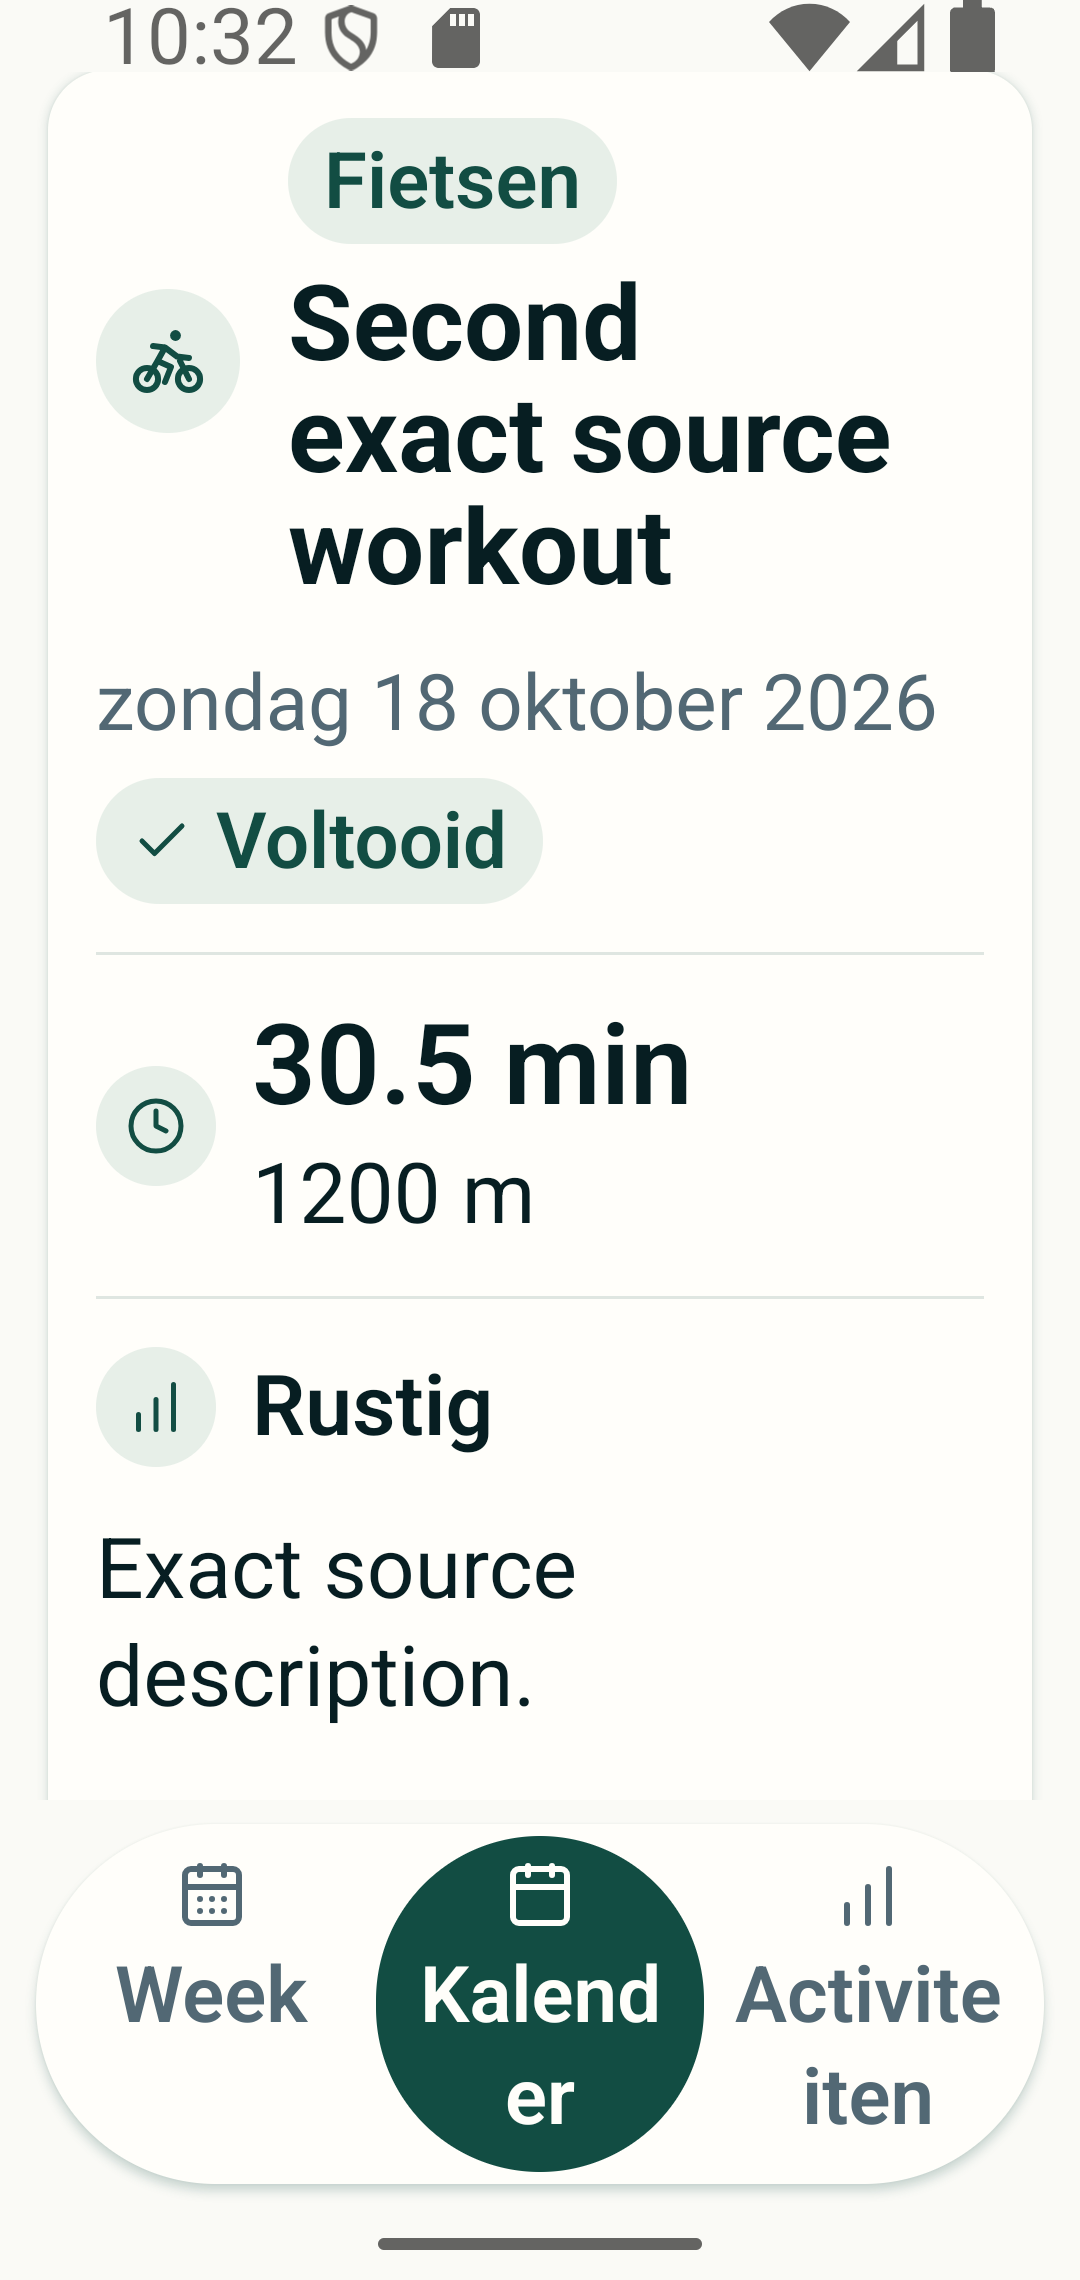 10:32
Fietsen
Second
exact source
workout
zondag 18 oktober 2026
Voltooid
30.5 min
1200 m
Rustig
Exact source
description.
Week
Kalend
er
Activite
iten